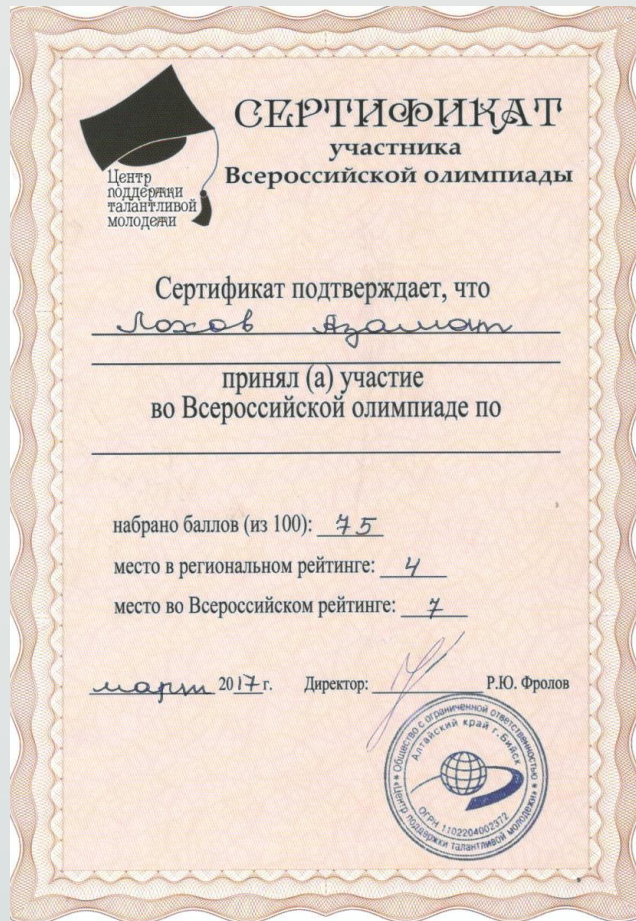 СЕРТИФИКАТ
участника
Всероссийской олимпиады
Центр
поддержки
талантливой
молодежи
Сертификат подтверждает, что
Лохов Азамат
принял (а) участие
во Всероссийской олимпиаде по
набрано баллов (из 100): 75
место в региональном рейтинге: 4
место во Всероссийском рейтинге: 7
март 2017 г. Директор: Р.Ю. Фролов
Общество с ограниченной ответственностью
Алтайский край г. Бийск
ОГРН 1102204002372
«Центр поддержки талантливой молодежи»